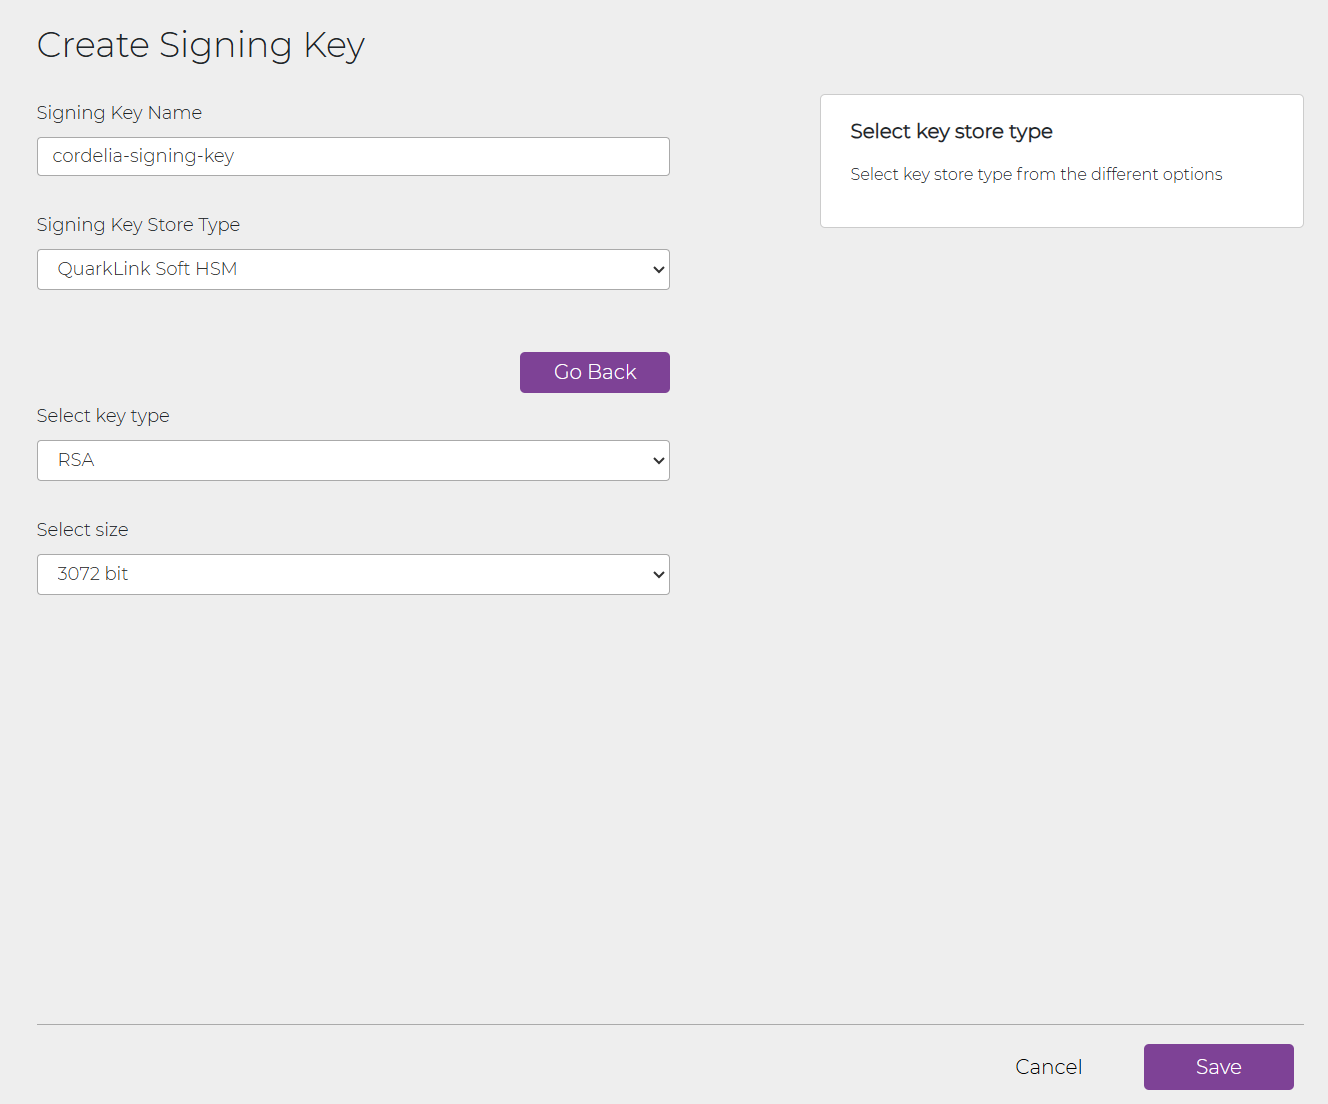 Create Signing Key
Signing Key Name
cordelia-signing-key
Signing Key Store Type
QuarkLink Soft HSM
Go Back
Select key type
RSA
Select size
3072 bit
Select key store type
Select key store type from the different options
Cancel
Save